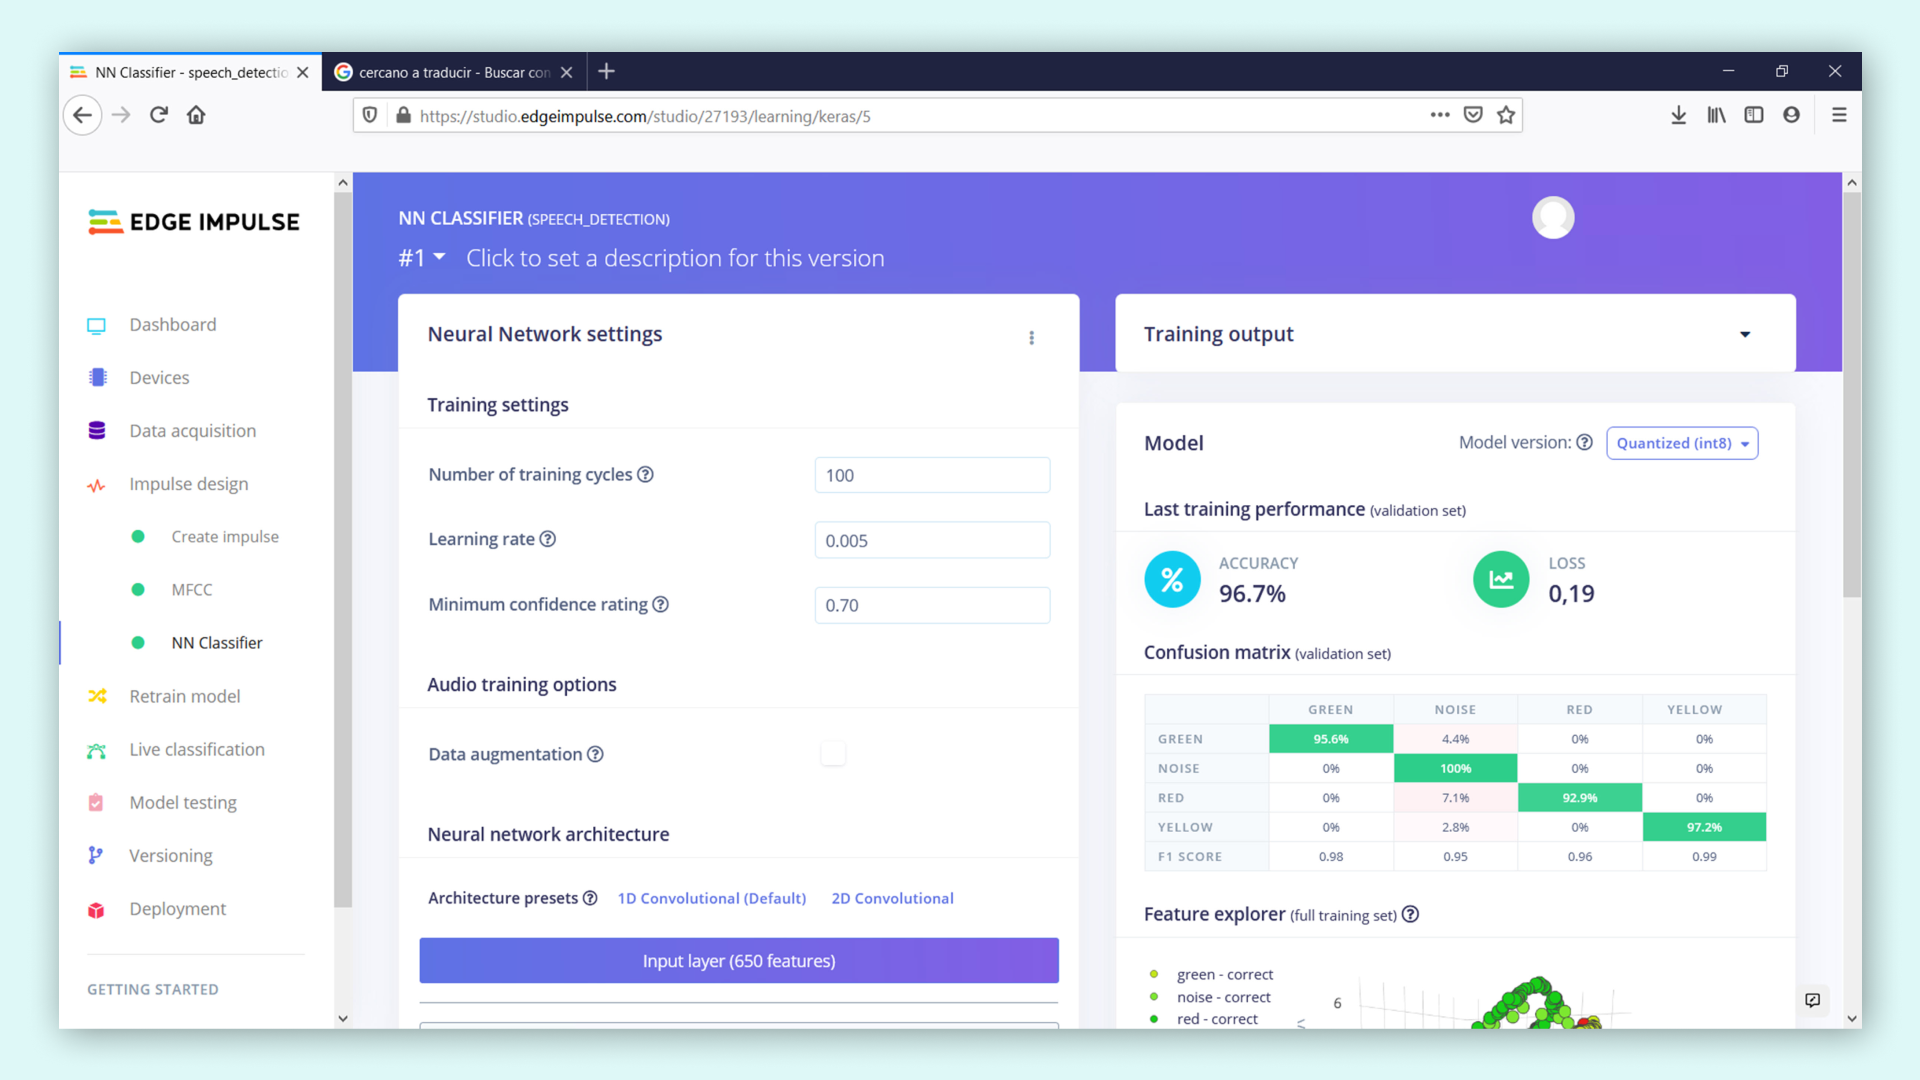 NN Classifier - speech_detectio
cercano a traducir - Buscar con
https://studio.edgeimpulse.com/studio/27193/learning/keras/5
EDGE IMPULSE
Dashboard
Devices
Data acquisition
Impulse design
Create impulse
MFCC
NN Classifier
Retrain model
Live classification
Model testing
Versioning
Deployment
GETTING STARTED
NN CLASSIFIER (SPEECH_DETECTION)
#1 Click to set a description for this version
Neural Network settings
Training settings
Number of training cycles ? 100
Learning rate ? 0.005
Minimum confidence rating ? 0.70
Audio training options
Data augmentation ?
Neural network architecture
Architecture presets ? 1D Convolutional (Default) 2D Convolutional
Input layer (650 features)
Training output
Model
Model version: ? Quantized (int8)
Last training performance (validation set)
% ACCURACY
96.7%
LOSS
0,19
Confusion matrix (validation set)
GREEN NOISE RED YELLOW
GREEN 95.6% 4.4% 0% 0%
NOISE 0% 100% 0% 0%
RED 0% 7.1% 92.9% 0%
YELLOW 0% 2.8% 0% 97.2%
F1 SCORE 0.98 0.95 0.96 0.99
Feature explorer (full training set) ?
green - correct
noise - correct
red - correct
6